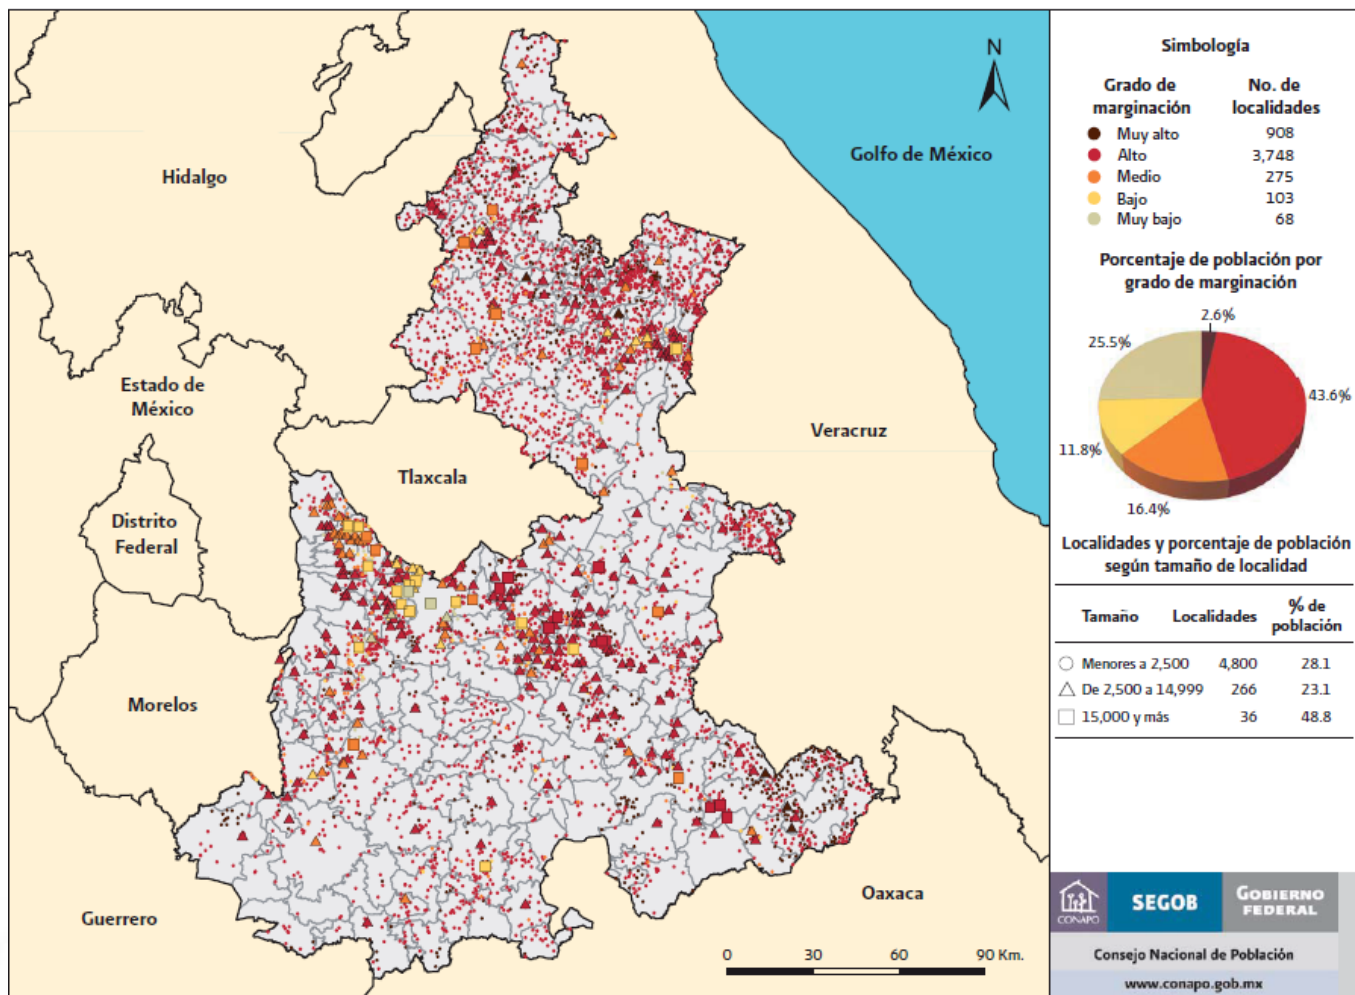 Hidalgo
Golfo de México
Estado de
México
Veracruz
Tlaxcala
Distrito
Federal
Morelos
Guerrero
Oaxaca
N
0 30 60 90 Km.
Simbología
Grado de marginación No. de localidades
Muy alto 908
Alto 3,748
Medio 275
Bajo 103
Muy bajo 68
Porcentaje de población por
grado de marginación
2.6%
25.5%
43.6%
11.8%
16.4%
Localidades y porcentaje de población
según tamaño de localidad
Tamaño Localidades % de población
Menores a 2,500 4,800 28.1
De 2,500 a 14,999 266 23.1
15,000 y más 36 48.8
CONAPO
SEGOB
GOBIERNO
FEDERAL
Consejo Nacional de Población
www.conapo.gob.mx